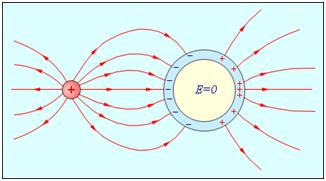 +
E=0
− − − − − − − −
+ + + + + + + +